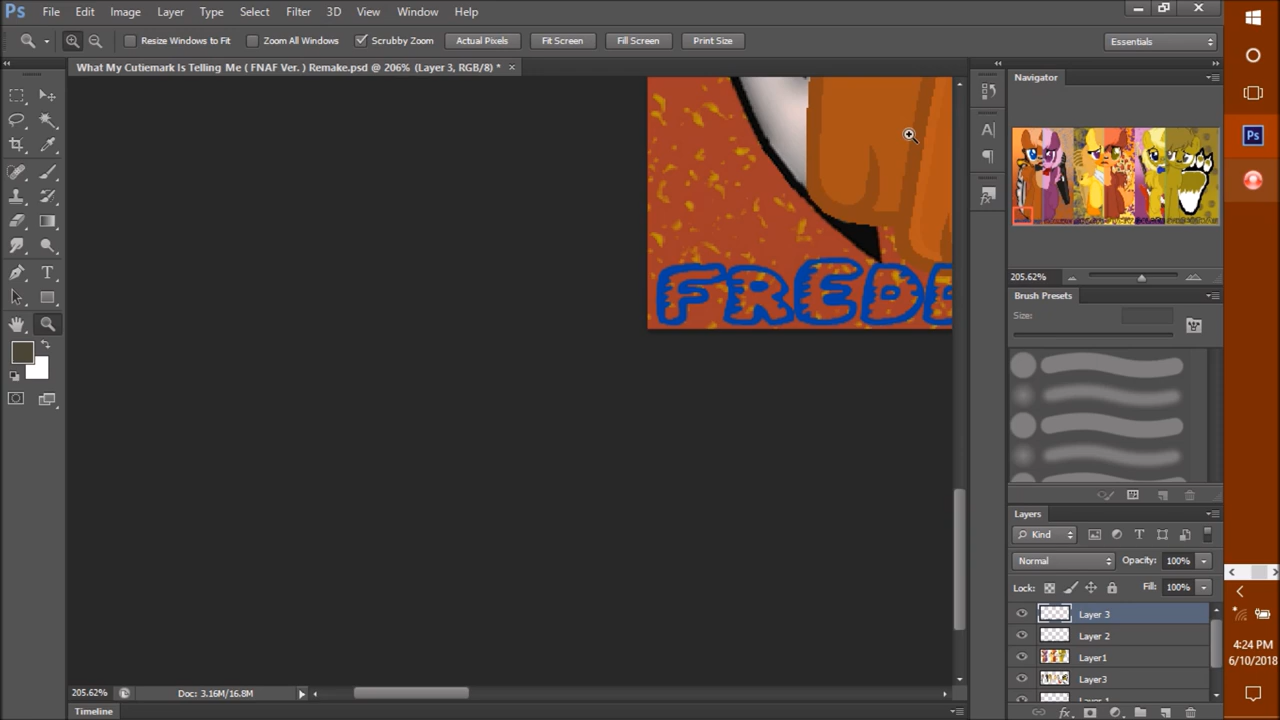 Ps File Edit Image Layer Type Select Filter 3D View Window Help
Resize Windows to Fit Zoom All Windows Scrubby Zoom Actual Pixels Fit Screen Fill Screen Print Size Essentials
What My Cutiemark Is Telling Me ( FNAF Ver. ) Remake.psd @ 206% (Layer 3, RGB/8) *
Navigator
205.62%
Brush Presets
Size:
FREDD
Layers
Kind
Normal Opacity: 100%
Lock: Fill: 100%
Layer 3
Layer 2
Layer1
Layer3
4:24 PM
6/10/2018
205.62% Doc: 3.16M/16.8M
Timeline